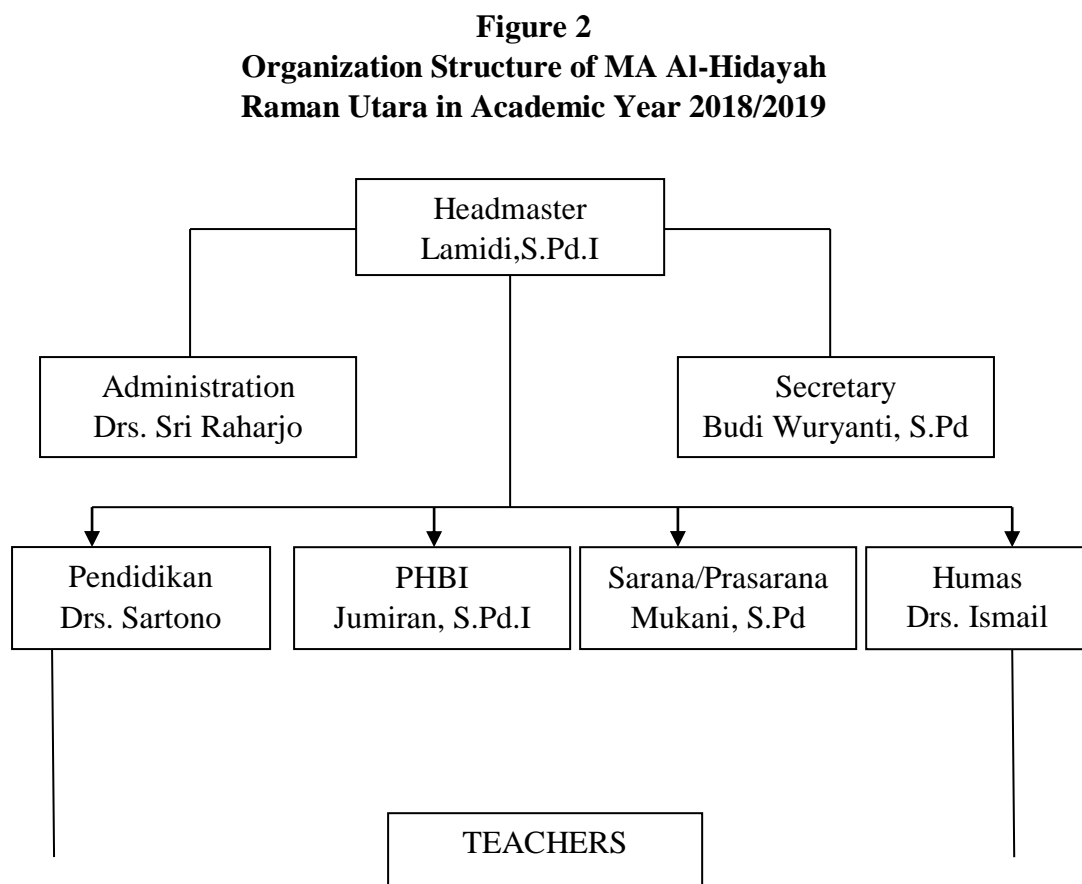 Figure 2
Organization Structure of MA Al-Hidayah
Raman Utara in Academic Year 2018/2019
Headmaster
Lamidi,S.Pd.I
Administration
Drs. Sri Raharjo
Secretary
Budi Wuryanti, S.Pd
Pendidikan
Drs. Sartono
PHBI
Jumiran, S.Pd.I
Sarana/Prasarana
Mukani, S.Pd
Humas
Drs. Ismail
TEACHERS